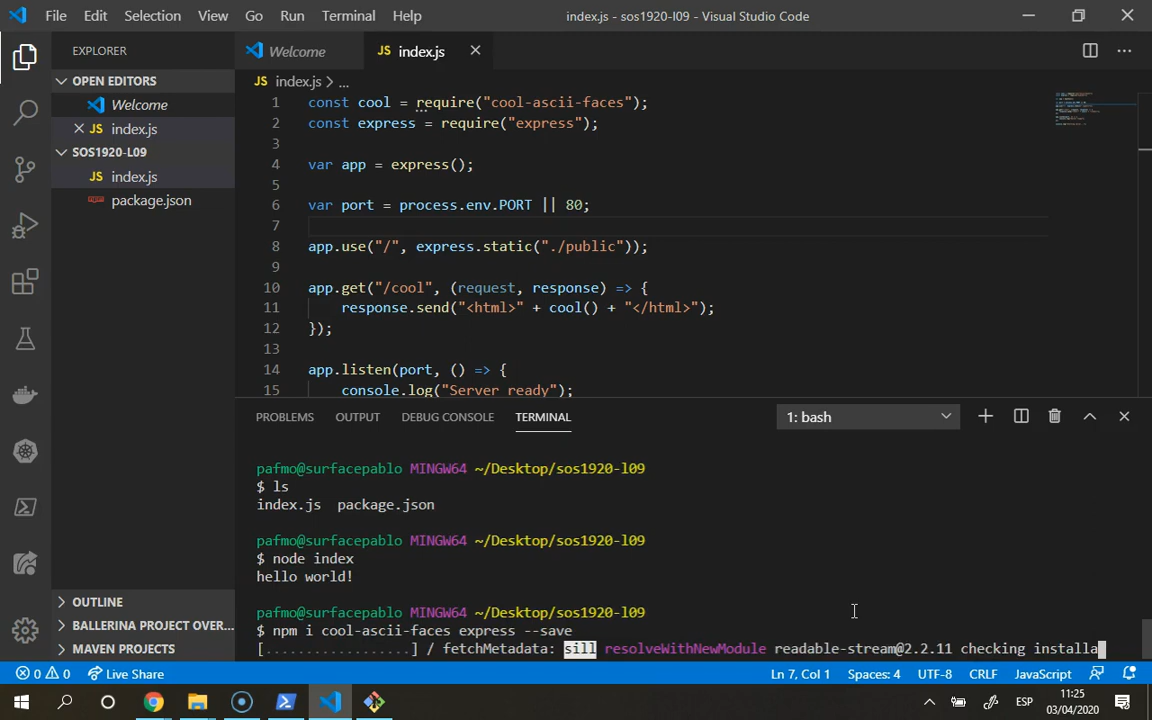 File Edit Selection View Go Run Terminal Help index.js - sos1920-l09 - Visual Studio Code
EXPLORER
OPEN EDITORS
Welcome
JS index.js
SOS1920-L09
JS index.js
package.json
OUTLINE
BALLERINA PROJECT OVER...
MAVEN PROJECTS
Welcome JS index.js
JS index.js > ...
1 const cool = require("cool-ascii-faces");
2 const express = require("express");
3
4 var app = express();
5
6 var port = process.env.PORT || 80;
7
8 app.use("/", express.static("./public"));
9
10 app.get("/cool", (request, response) => {
11 response.send("<html>" + cool() + "</html>");
12 });
13
14 app.listen(port, () => {
15 console.log("Server ready");
PROBLEMS OUTPUT DEBUG CONSOLE TERMINAL 1: bash
pafmo@surfacepablo MINGW64 ~/Desktop/sos1920-l09
$ ls
index.js package.json
pafmo@surfacepablo MINGW64 ~/Desktop/sos1920-l09
$ node index
hello world!
pafmo@surfacepablo MINGW64 ~/Desktop/sos1920-l09
$ npm i cool-ascii-faces express --save
[..................] / fetchMetadata: sill resolveWithNewModule readable-stream@2.2.11 checking installa
0 0 Live Share Ln 7, Col 1 Spaces: 4 UTF-8 CRLF JavaScript
ESP 11:25
03/04/2020